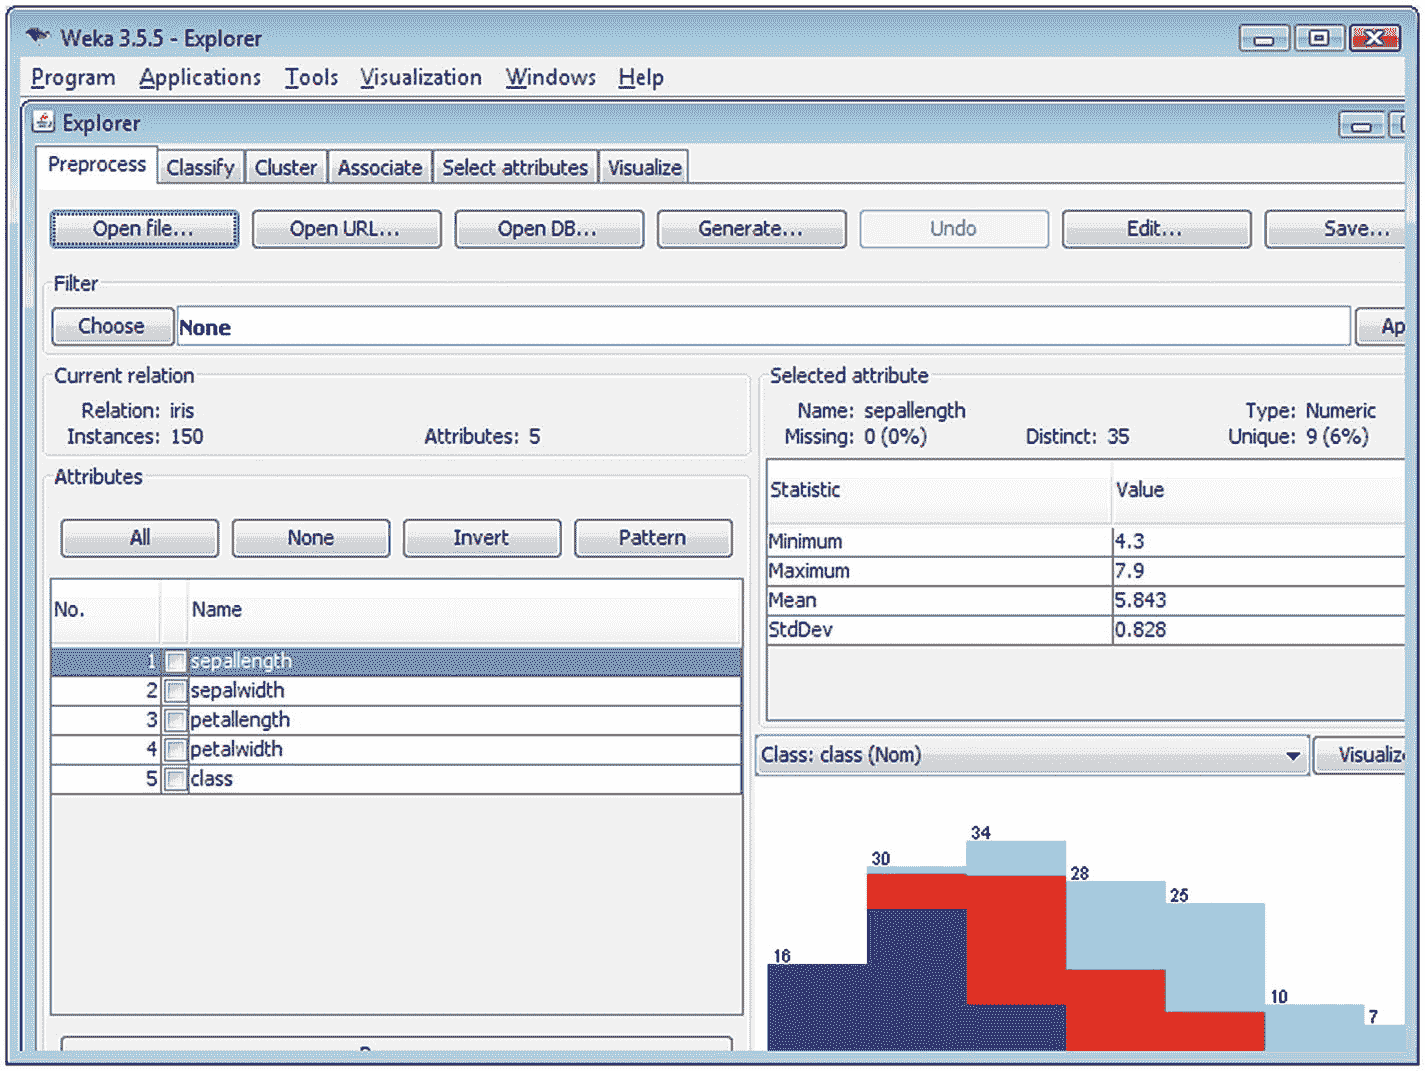 Weka 3.5.5 - Explorer
Program Applications Tools Visualization Windows Help
Explorer
Preprocess Classify Cluster Associate Select attributes Visualize
Open file... Open URL... Open DB... Generate... Undo Edit... Save...
Filter
Choose None Ap
Current relation
Relation: iris
Instances: 150 Attributes: 5
Attributes
All None Invert Pattern
No. Name
1 sepallength
2 sepalwidth
3 petallength
4 petalwidth
5 class
Selected attribute
Name: sepallength Type: Numeric
Missing: 0 (0%) Distinct: 35 Unique: 9 (6%)
Statistic Value
Minimum 4.3
Maximum 7.9
Mean 5.843
StdDev 0.828
Class: class (Nom) Visualize
16 30 34 28 25 10 7